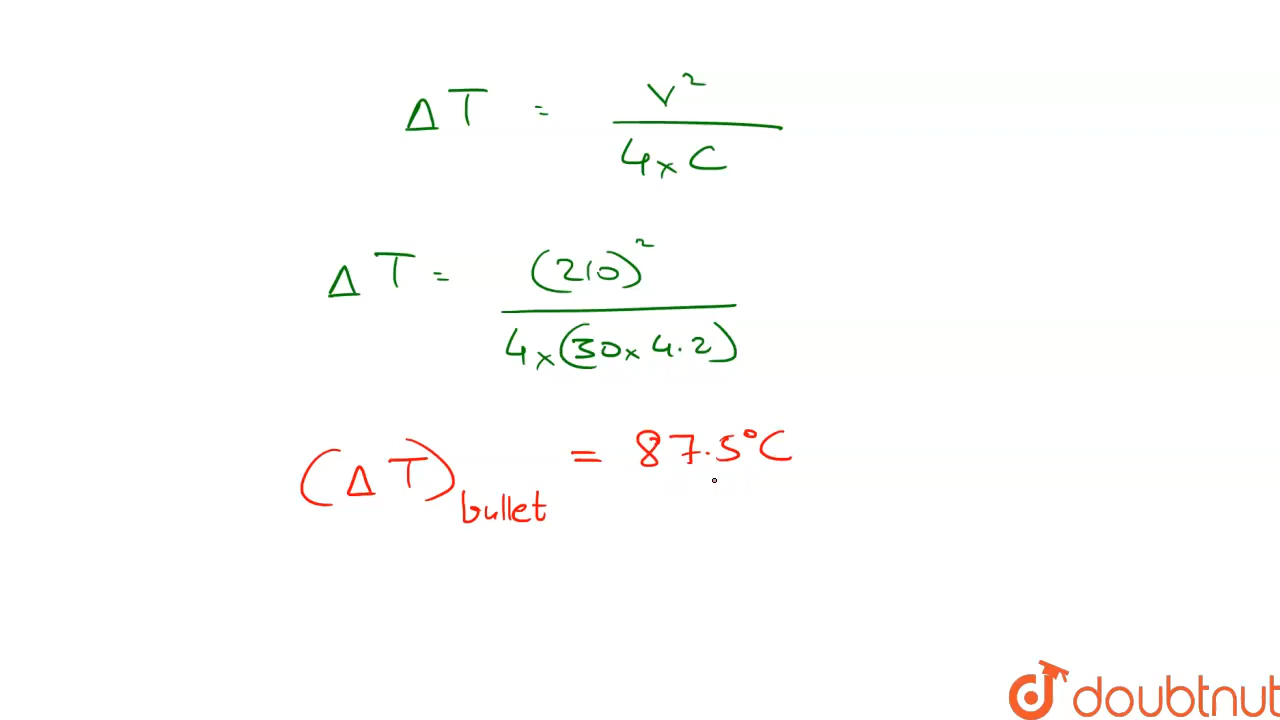 ΔT = v²/4×C
ΔT = (210)²/4×(30×4.2)
(ΔT)bullet = 87.5°C
doubtnut